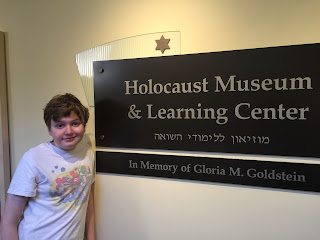 Holocaust Museum
& Learning Center
מוזיאון ללימודי השואה
In Memory of Gloria M. Goldstein